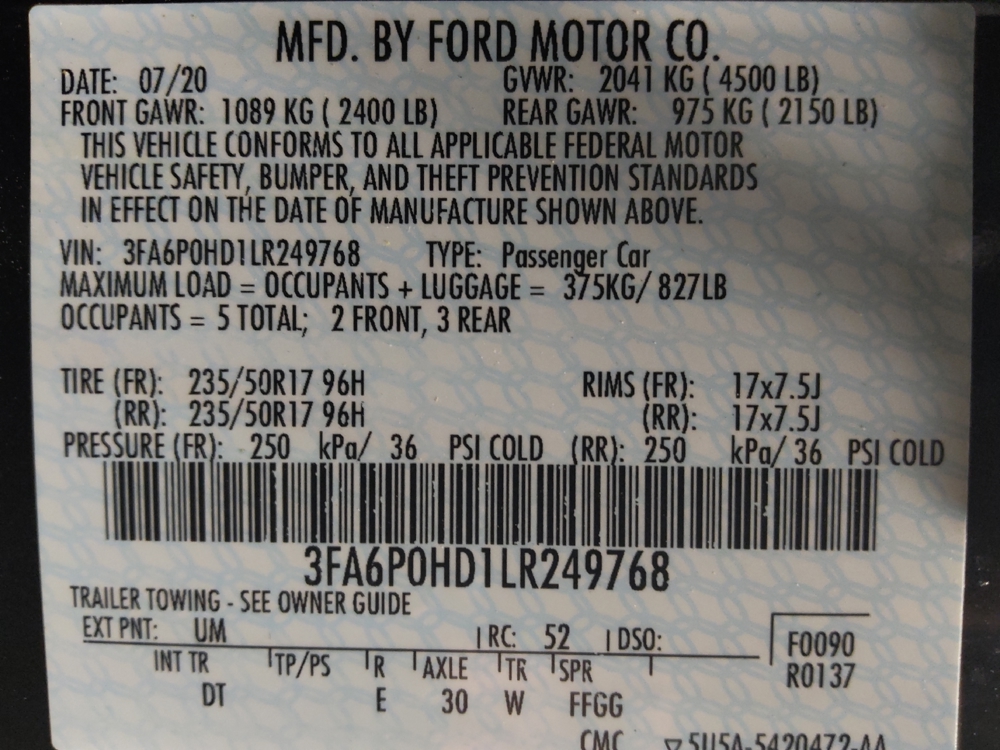 MFD. BY FORD MOTOR CO.
DATE: 07/20 GVWR: 2041 KG ( 4500 LB)
FRONT GAWR: 1089 KG ( 2400 LB) REAR GAWR: 975 KG ( 2150 LB)
THIS VEHICLE CONFORMS TO ALL APPLICABLE FEDERAL MOTOR
VEHICLE SAFETY, BUMPER, AND THEFT PREVENTION STANDARDS
IN EFFECT ON THE DATE OF MANUFACTURE SHOWN ABOVE.
VIN: 3FA6P0HD1LR249768 TYPE: Passenger Car
MAXIMUM LOAD = OCCUPANTS + LUGGAGE = 375KG/ 827LB
OCCUPANTS = 5 TOTAL; 2 FRONT, 3 REAR
TIRE (FR): 235/50R17 96H RIMS (FR): 17x7.5J
(RR): 235/50R17 96H (RR): 17x7.5J
PRESSURE (FR): 250 kPa/ 36 PSI COLD (RR): 250 kPa/ 36 PSI COLD
3FA6P0HD1LR249768
TRAILER TOWING - SEE OWNER GUIDE
EXT PNT: UM RC: 52 DSO: F0090
INT TR TP/PS R AXLE TR SPR R0137
DT E 30 W FFGG
CMC ▽ 5U5A-5420472-AA